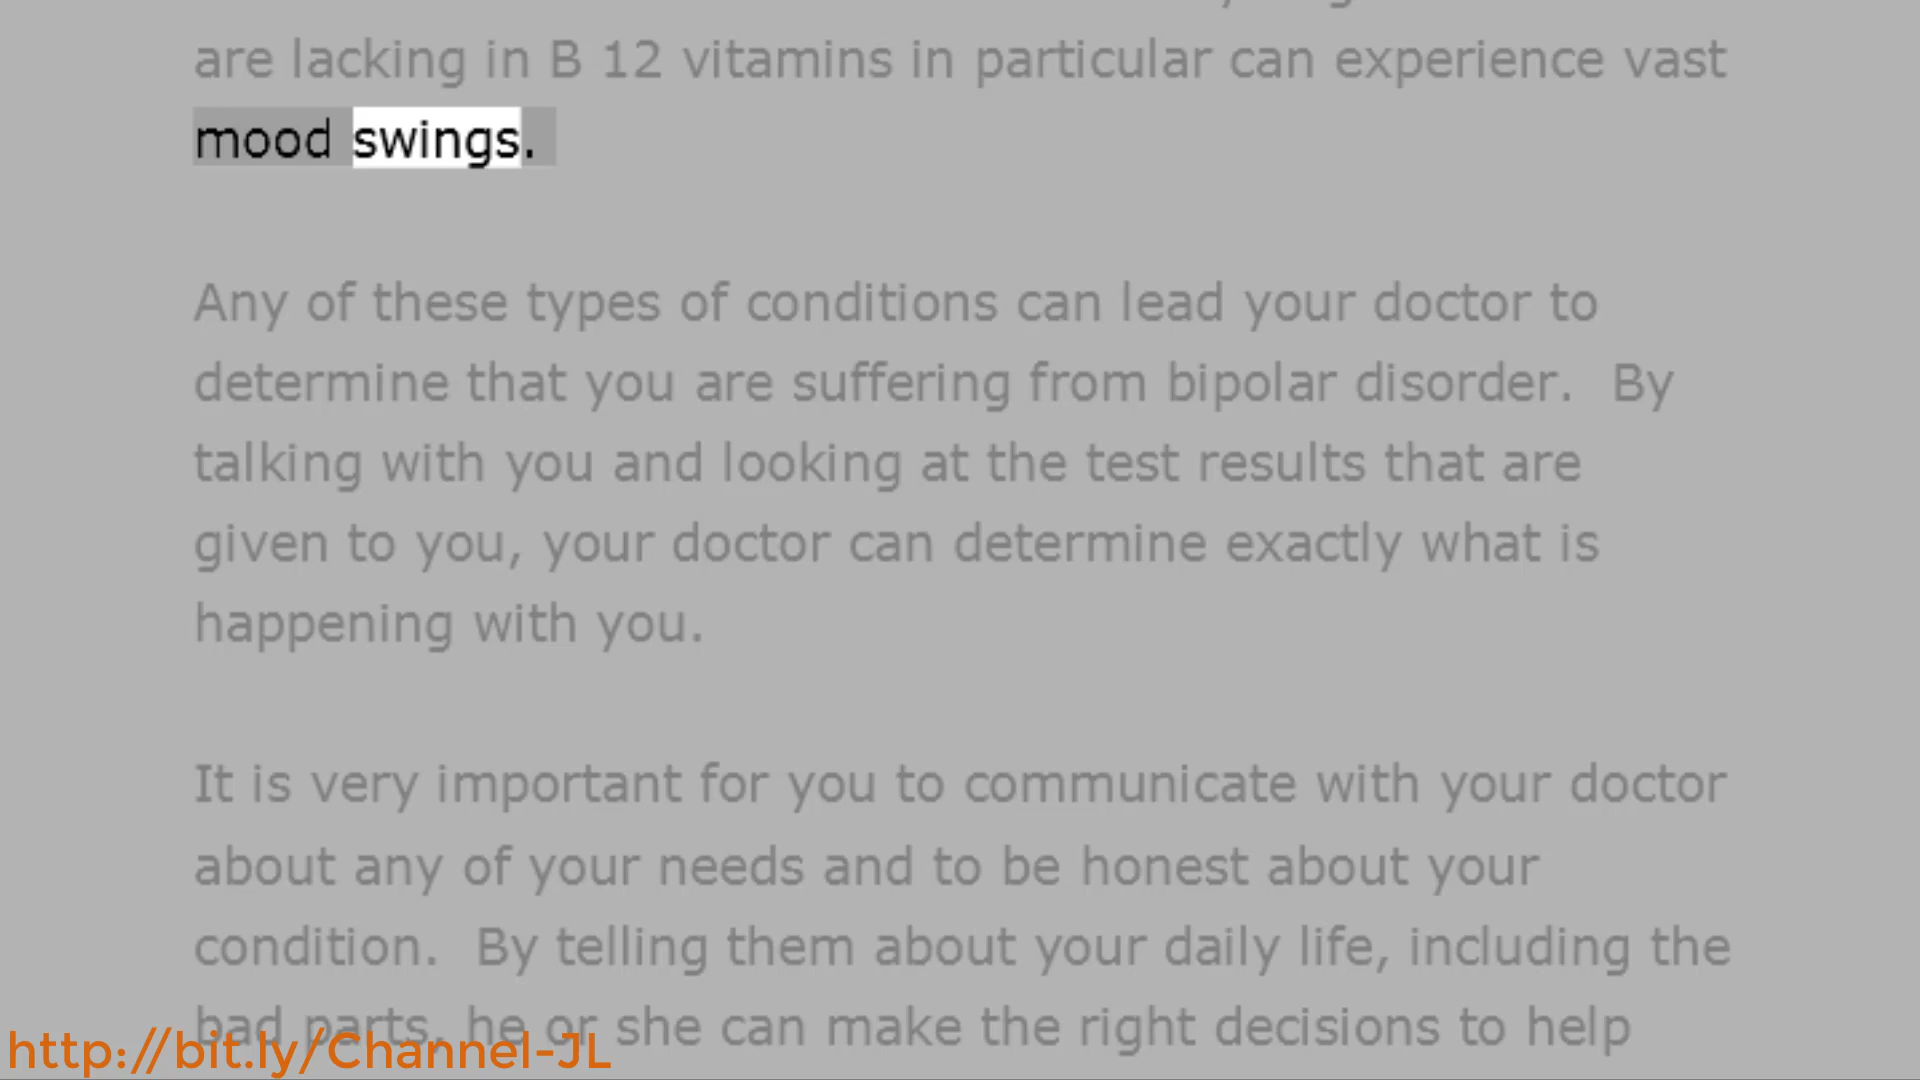 are lacking in B 12 vitamins in particular can experience vast
mood swings.
Any of these types of conditions can lead your doctor to
determine that you are suffering from bipolar disorder.  By
talking with you and looking at the test results that are
given to you, your doctor can determine exactly what is
happening with you.
It is very important for you to communicate with your doctor
about any of your needs and to be honest about your
condition.  By telling them about your daily life, including the
bad parts, he or she can make the right decisions to help
http://bit.ly/Channel-JL